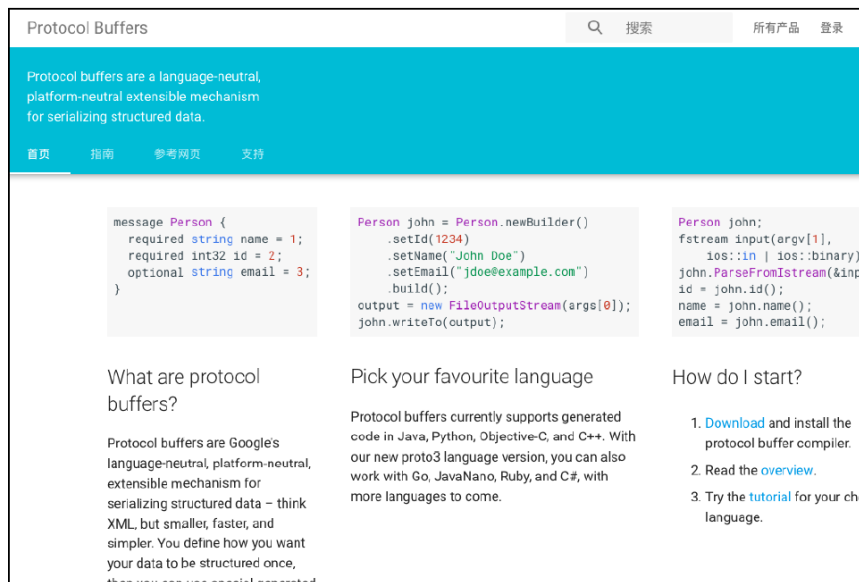 Protocol Buffers
搜索
所有产品
登录
Protocol buffers are a language-neutral,
platform-neutral extensible mechanism
for serializing structured data.
首页
指南
参考网页
支持
message Person {
required string name = 1;
required int32 id = 2;
optional string email = 3;
}
Person john = Person.newBuilder()
.setId(1234)
.setName("John Doe")
.setEmail("jdoe@example.com")
.build();
output = new FileOutputStream(args[0]);
john.writeTo(output);
Person john;
fstream input(argv[1],
ios::in | ios::binary)
john.ParseFromIstream(&inp
id = john.id();
name = john.name();
email = john.email();
What are protocol
buffers?
Protocol buffers are Google's
language-neutral, platform-neutral,
extensible mechanism for
serializing structured data – think
XML, but smaller, faster, and
simpler. You define how you want
your data to be structured once,
Pick your favourite language
Protocol buffers currently supports generated
code in Java, Python, Objective-C, and C++. With
our new proto3 language version, you can also
work with Go, JavaNano, Ruby, and C#, with
more languages to come.
How do I start?
1. Download and install the
protocol buffer compiler.
2. Read the overview.
3. Try the tutorial for your ch
language.